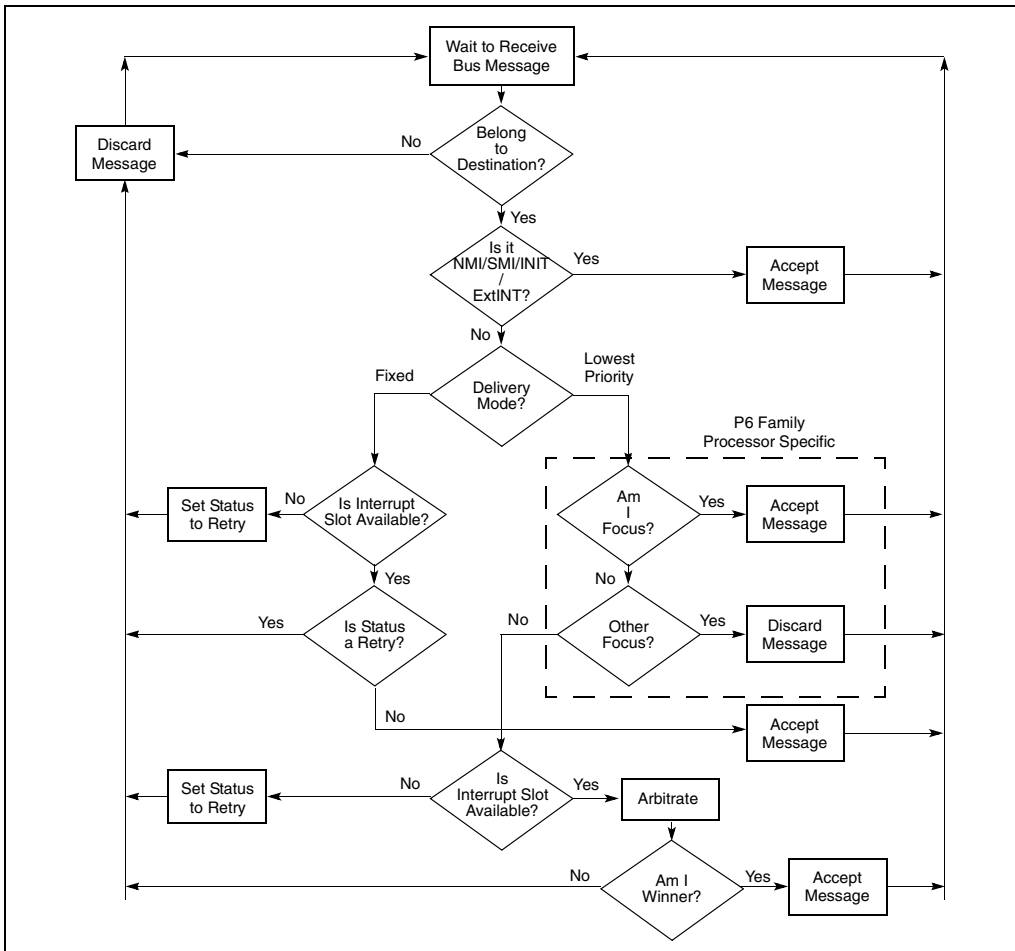 Wait to Receive
Bus Message
Belong
to
Destination?
No
Discard
Message
Yes
Is it
NMI/SMI/INIT
/
ExtINT?
Yes
Accept
Message
No
Delivery
Mode?
Fixed
Lowest
Priority
P6 Family
Processor Specific
Is Interrupt
Slot Available?
No
Set Status
to Retry
Am
I
Focus?
Yes
Accept
Message
Yes
No
Is Status
a Retry?
Yes
Other
Focus?
No
Yes
Discard
Message
No
Accept
Message
Is
Interrupt Slot
Available?
No
Set Status
to Retry
Yes
Arbitrate
Am I
Winner?
No
Yes
Accept
Message